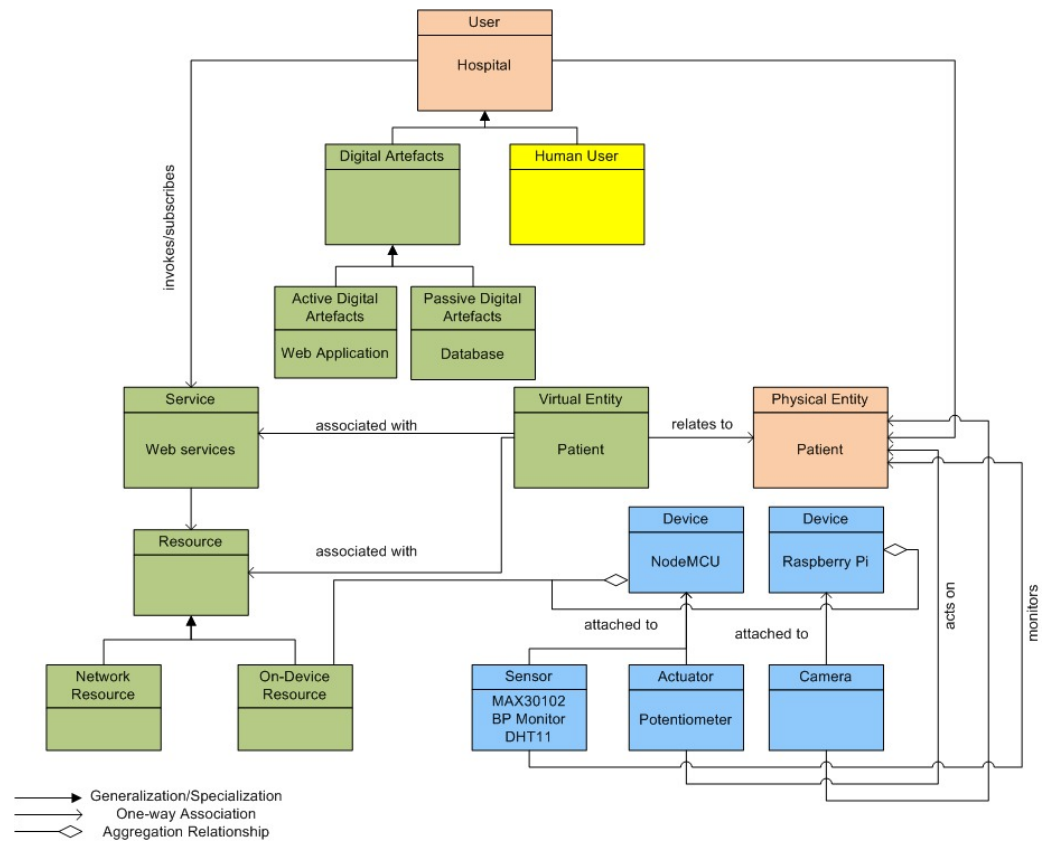 User
Hospital
Digital Artefacts
Human User
invokes/subscribes
Active Digital
Artefacts
Web Application
Passive Digital
Artefacts
Database
Service
Web services
associated with
Virtual Entity
Patient
relates to
Physical Entity
Patient
Resource
associated with
Device
NodeMCU
Device
Raspberry Pi
attached to
attached to
acts on
monitors
Network
Resource
On-Device
Resource
Sensor
MAX30102
BP Monitor
DHT11
Actuator
Potentiometer
Camera
Generalization/Specialization
One-way Association
Aggregation Relationship